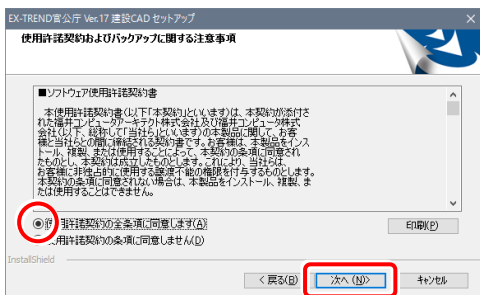 EX-TREND官公庁 Ver.17 建設CAD セットアップ
使用許諾契約およびバックアップに関する注意事項
■ソフトウェア使用許諾契約書
本使用許諾契約書(以下「本契約」といいます)は、本契約が添付さ
れた福井コンピュータアーキテクト株式会社及び福井コンピュータ株式
会社(以下、総称して「当社ら」といいます)の本製品に関して、お客
様と当社らとの間に締結される契約書です。お客様は、本製品をインス
トール、複製、または使用することによって、本契約の条項に同意され
たものとし、本契約は成立したものとします。これにより、当社らは、
お客様に非独占的に使用する譲渡不能の権限を付与するものとします。
本契約の条項に同意されない場合は、本製品をインストール、複製、ま
たは使用することはできません。
使用許諾契約の全条項に同意します(A)
印刷(P)
使用許諾契約の条項に同意しません(D)
InstallShield
< 戻る(B)
次へ (N)>
キャンセル